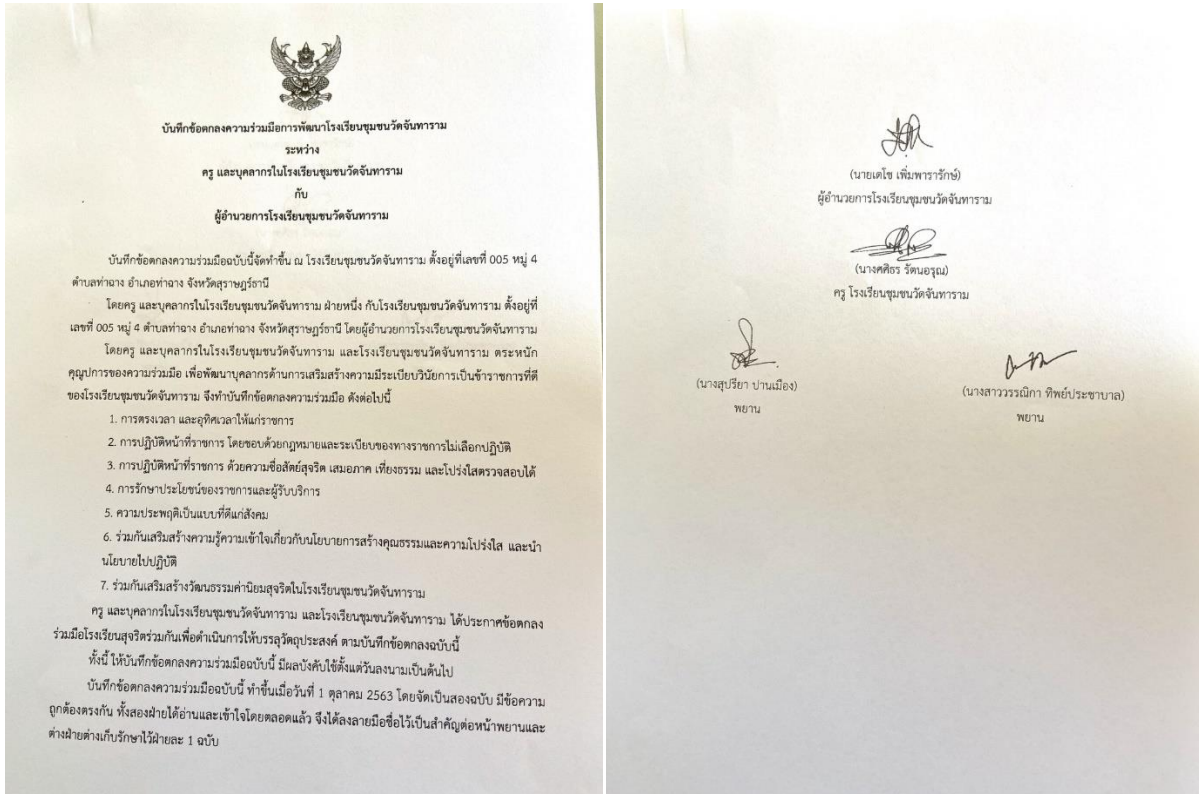 บันทึกข้อตกลงความร่วมมือการพัฒนาโรงเรียนชุมชนวัดจันทาราม
ระหว่าง
ครู และบุคลากรในโรงเรียนชุมชนวัดจันทาราม
กับ
ผู้อำนวยการโรงเรียนชุมชนวัดจันทาราม
บันทึกข้อตกลงความร่วมมือฉบับนี้จัดทำขึ้น ณ โรงเรียนชุมชนวัดจันทาราม ตั้งอยู่ที่เลขที่ 005 หมู่ 4
ตำบลท่าฉาง อำเภอท่าฉาง จังหวัดสุราษฎร์ธานี
โดยครู และบุคลากรในโรงเรียนชุมชนวัดจันทาราม ฝ่ายหนึ่ง กับโรงเรียนชุมชนวัดจันทาราม ตั้งอยู่ที่
เลขที่ 005 หมู่ 4 ตำบลท่าฉาง อำเภอท่าฉาง จังหวัดสุราษฎร์ธานี โดยผู้อำนวยการโรงเรียนชุมชนวัดจันทาราม
โดยครู และบุคลากรในโรงเรียนชุมชนวัดจันทาราม และโรงเรียนชุมชนวัดจันทาราม ตระหนัก
คุณูปการของความร่วมมือ เพื่อพัฒนาบุคลากรด้านการเสริมสร้างความมีระเบียบวินัยการเป็นข้าราชการที่ดี
ของโรงเรียนชุมชนวัดจันทาราม จึงทำบันทึกข้อตกลงความร่วมมือ ดังต่อไปนี้
1. การตรงเวลา และอุทิศเวลาให้แก่ราชการ
2. การปฏิบัติหน้าที่ราชการ โดยชอบด้วยกฎหมายและระเบียบของทางราชการไม่เลือกปฏิบัติ
3. การปฏิบัติหน้าที่ราชการ ด้วยความซื่อสัตย์สุจริต เสมอภาค เที่ยงธรรม และโปร่งใสตรวจสอบได้
4. การรักษาประโยชน์ของราชการและผู้รับบริการ
5. ความประพฤติเป็นแบบที่ดีแก่สังคม
6. ร่วมกันเสริมสร้างความรู้ความเข้าใจเกี่ยวกับนโยบายการสร้างคุณธรรมและความโปร่งใส และนำ
นโยบายไปปฏิบัติ
7. ร่วมกันเสริมสร้างวัฒนธรรมค่านิยมสุจริตในโรงเรียนชุมชนวัดจันทาราม
ครู และบุคลากรในโรงเรียนชุมชนวัดจันทาราม และโรงเรียนชุมชนวัดจันทาราม ได้ประกาศข้อตกลง
ร่วมมือโรงเรียนสุจริตร่วมกันเพื่อดำเนินการให้บรรลุวัตถุประสงค์ ตามบันทึกข้อตกลงฉบับนี้
ทั้งนี้ ให้บันทึกข้อตกลงความร่วมมือฉบับนี้ มีผลบังคับใช้ตั้งแต่วันลงนามเป็นต้นไป
บันทึกข้อตกลงความร่วมมือฉบับนี้ ทำขึ้นเมื่อวันที่ 1 ตุลาคม 2563 โดยจัดเป็นสองฉบับ มีข้อความ
ถูกต้องตรงกัน ทั้งสองฝ่ายได้อ่านและเข้าใจโดยตลอดแล้ว จึงได้ลงลายมือชื่อไว้เป็นสำคัญต่อหน้าพยานและ
ต่างฝ่ายต่างเก็บรักษาไว้ฝ่ายละ 1 ฉบับ
(นายเดโช เพิ่มพารารักษ์)
ผู้อำนวยการโรงเรียนชุมชนวัดจันทาราม
(นางศศิธร รัตนอรุณ)
ครู โรงเรียนชุมชนวัดจันทาราม
(นางสุปรียา ปานเมือง)
พยาน
(นางสาววรรณิกา ทิพย์ประชาบาล)
พยาน